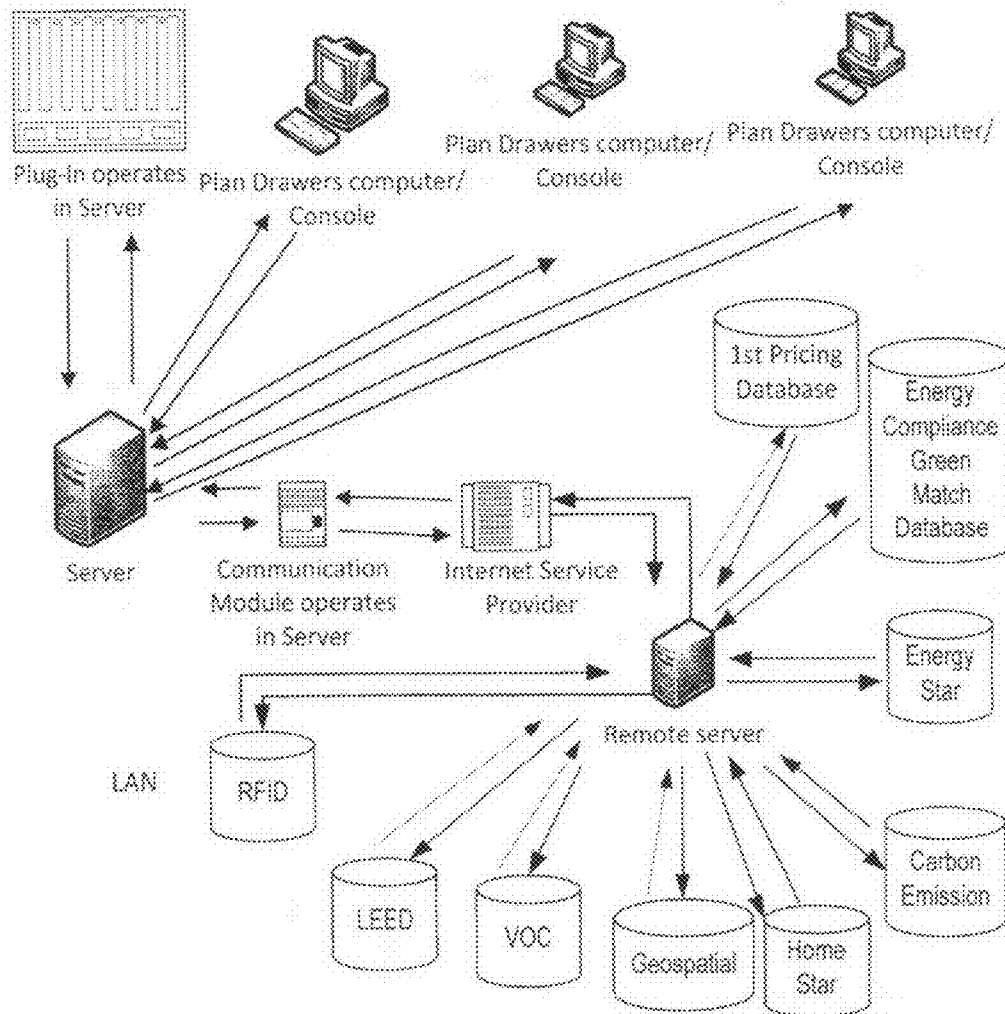 Plug-In operates
in Server
Plan Drawers computer/
Console
Plan Drawers computer/
Console
Plan Drawers computer/
Console
1st Pricing
Database
Energy
Compliance
Green
Match
Database
Server
Communication
Module operates
in Server
Internet Service
Provider
Energy
Star
Remote server
LAN
RFID
LEED
VOC
Geospatial
Home
Star
Carbon
Emission